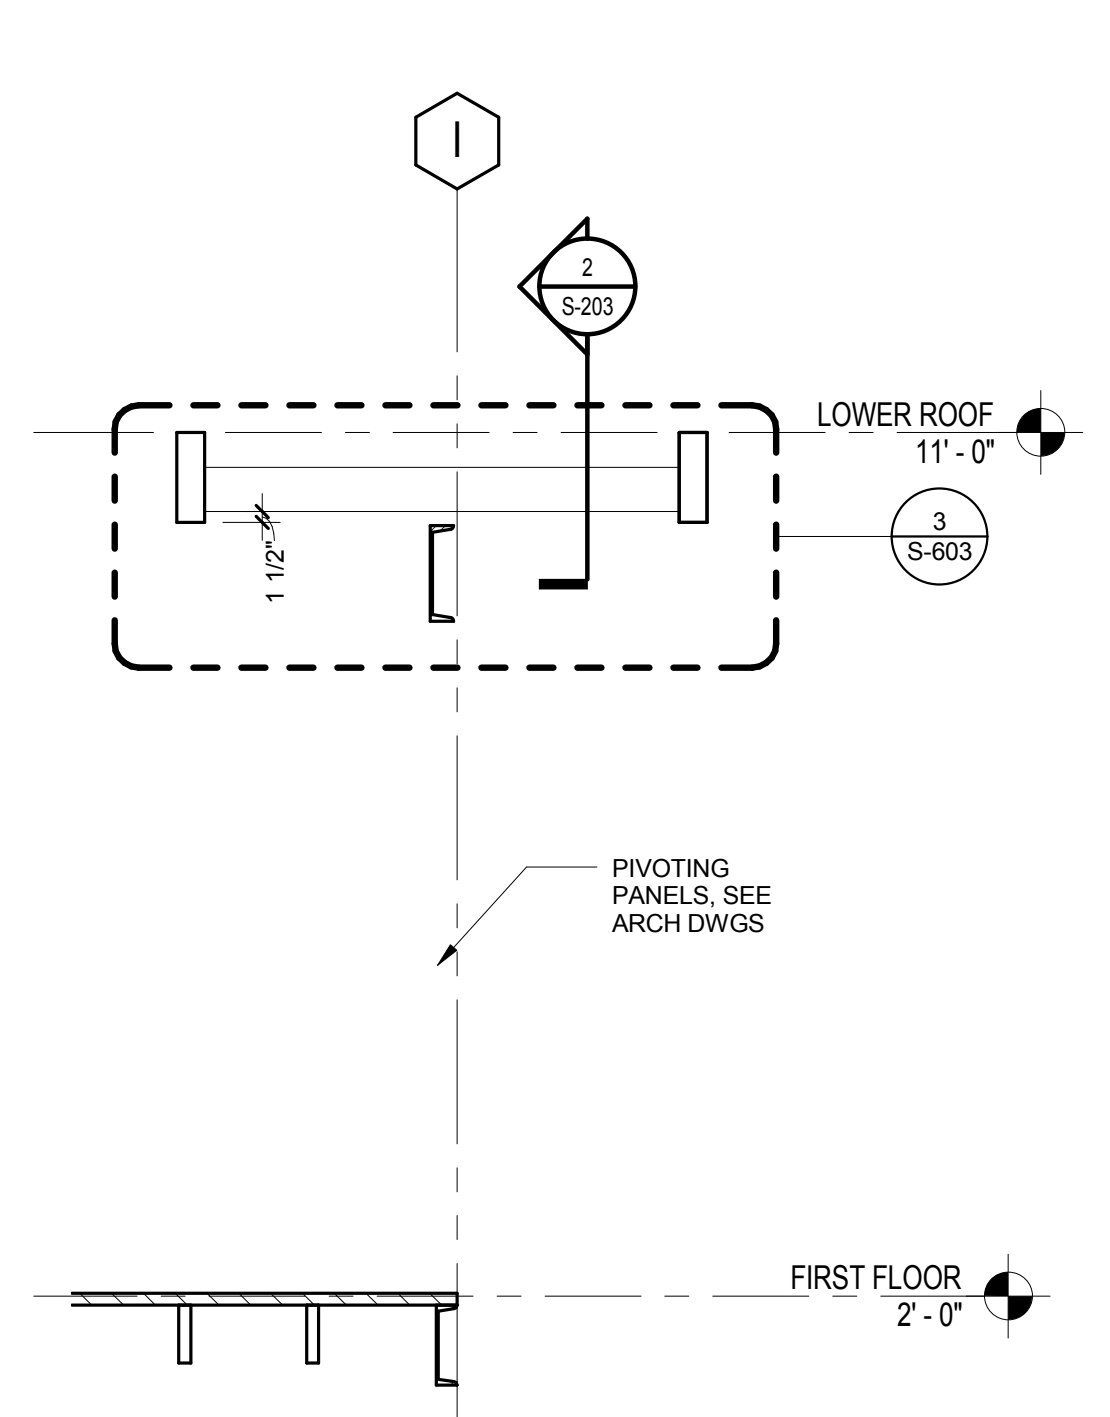 I
2
S-203
LOWER ROOF
11' - 0"
3
S-603
1 1/2"
PIVOTING
PANELS, SEE
ARCH DWGS
FIRST FLOOR
2' - 0"